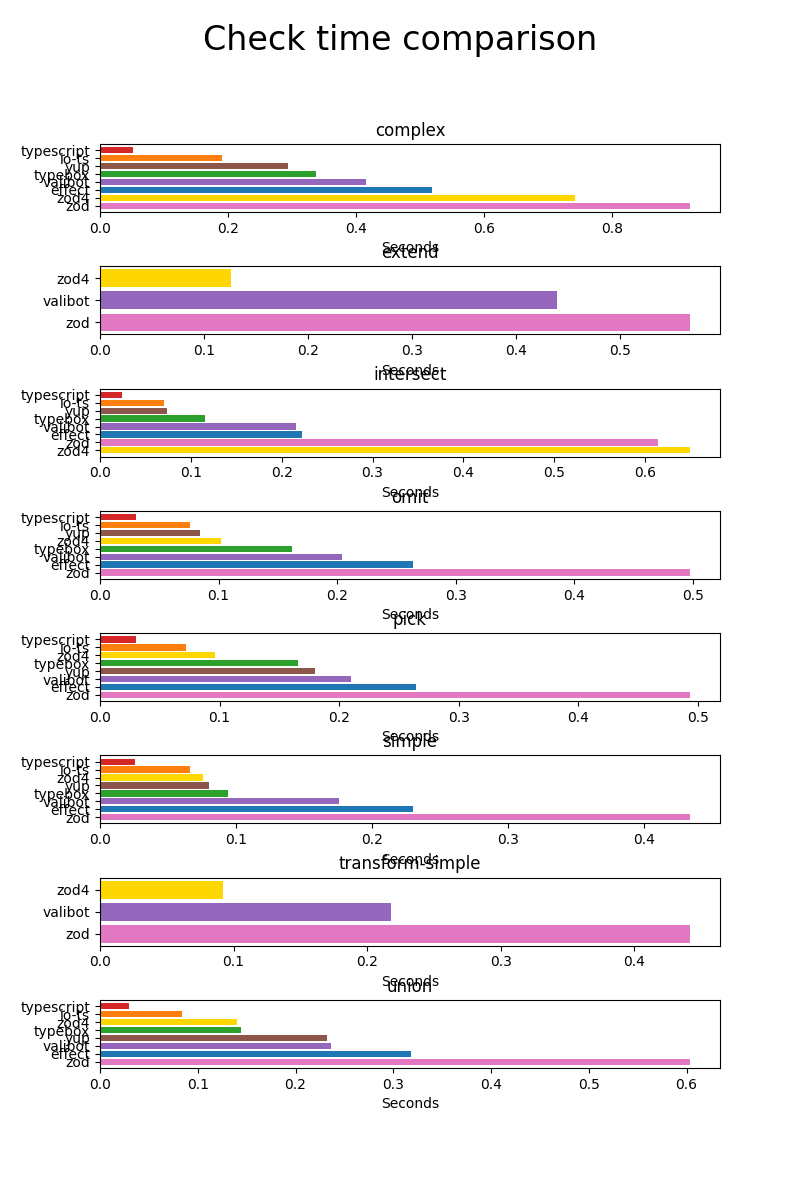 Check time comparison
complex
typescript
io-ts
yup
typebox
valibot
effect
zod4
zod
0.0 0.2 0.4 0.6 0.8
Seconds
extend
zod4
valibot
zod
0.0 0.1 0.2 0.3 0.4 0.5
Seconds
intersect
typescript
io-ts
yup
typebox
valibot
effect
zod
zod4
0.0 0.1 0.2 0.3 0.4 0.5 0.6
Seconds
omit
typescript
io-ts
yup
zod4
typebox
valibot
effect
zod
0.0 0.1 0.2 0.3 0.4 0.5
Seconds
pick
typescript
io-ts
zod4
typebox
yup
valibot
effect
zod
0.0 0.1 0.2 0.3 0.4 0.5
Seconds
simple
typescript
io-ts
zod4
yup
typebox
valibot
effect
zod
0.0 0.1 0.2 0.3 0.4
Seconds
transform-simple
zod4
valibot
zod
0.0 0.1 0.2 0.3 0.4
Seconds
union
typescript
io-ts
zod4
typebox
yup
valibot
effect
zod
0.0 0.1 0.2 0.3 0.4 0.5 0.6
Seconds